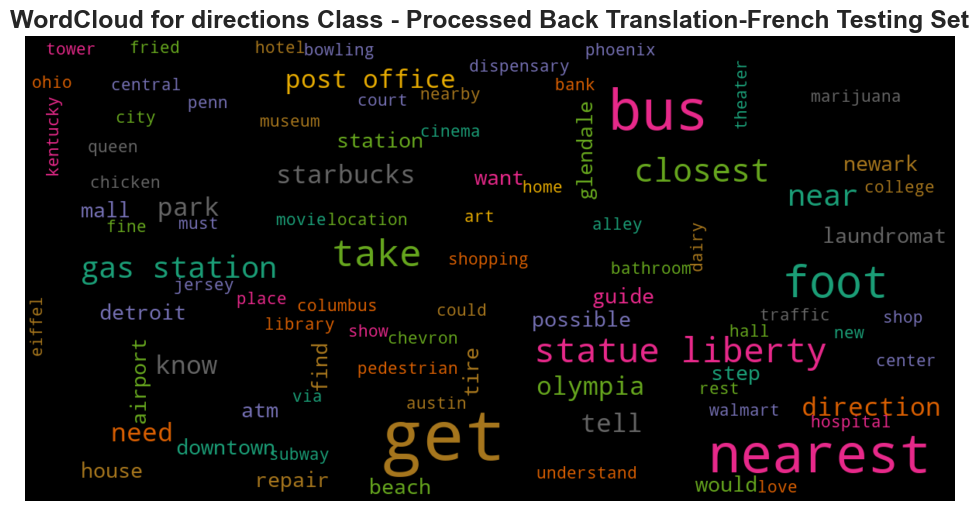 WordCloud for directions Class - Processed Back Translation-French Testing Set
tower
fried
hotel
bowling
phoenix
ohio
central
post office
dispensary
bank
theater
marijuana
penn
court
nearby
bus
kentucky
city
museum
station
cinema
glendale
queen
closest
newark
chicken
starbucks
want
home
near
college
mall
park
fine
must
movie
location
art
alley
dairy
laundromat
take
gas station
shopping
bathroom
foot
jersey
eiffel
detroit
place
columbus
could
guide
library
show
chevron
possible
traffic
shop
hall
new
airport
know
find
pedestrian
tire
statue liberty
center
step
via
olympia
rest
atm
austin
walmart
direction
need
get
tell
hospital
downtown
subway
nearest
house
repair
beach
understand
would
love